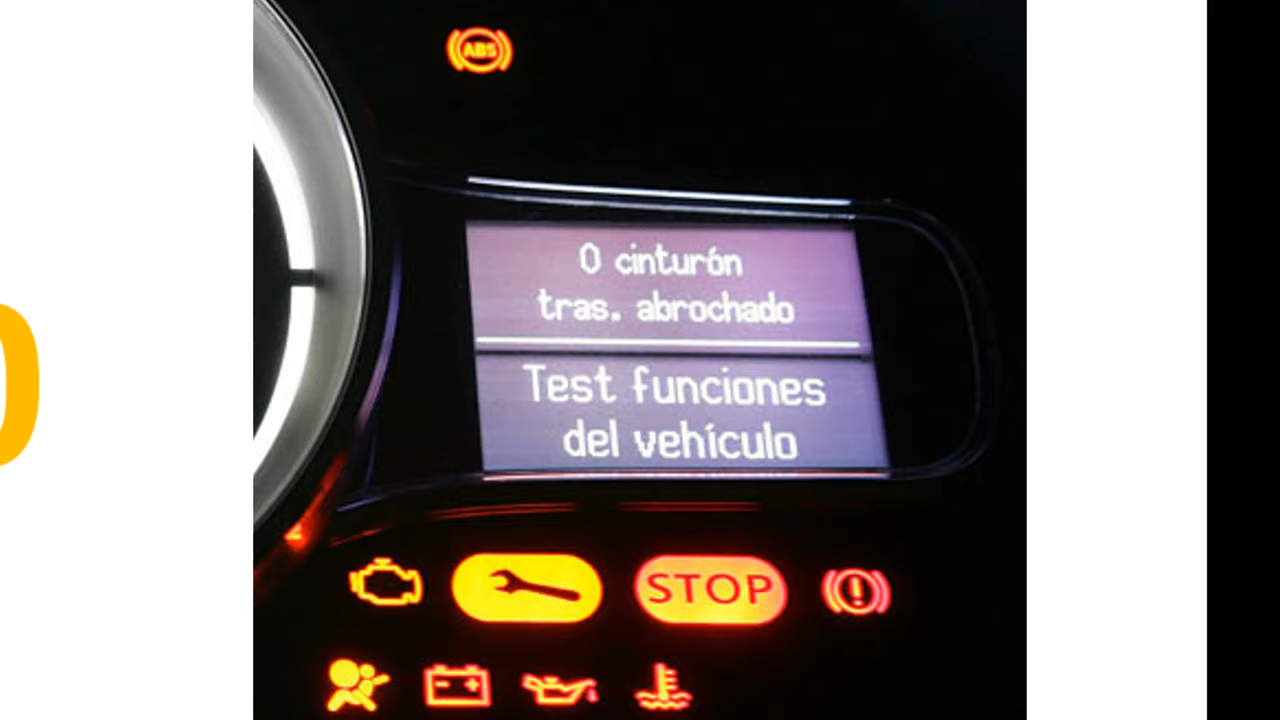 ABS
0 cinturón
tras. abrochado
Test funciones
del vehículo
STOP